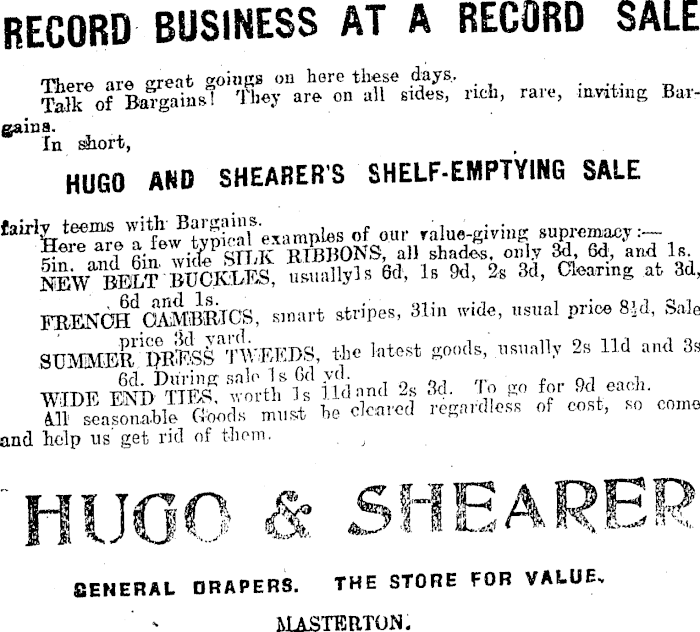 RECORD BUSINESS AT A RECORD SALE
There are great goings on here these days.
Talk of Bargains! They are on all sides, rich, rare, inviting Bar-
gains.
In short,
HUGO AND SHEARER'S SHELF-EMPTYING SALE
fairly teems with Bargains.
Here are a few typical examples of our value-giving supremacy:—
5in. and 6in. wide SILK RIBBONS, all shades, only 3d, 6d, and 1s.
NEW BELT BUCKLES, usually1s 6d, 1s 9d, 2s 3d, Clearing at 3d,
6d and 1s.
FRENCH CAMBRICS, smart stripes, 31in wide, usual price 8½d, Sale
price 3d yard.
SUMMER DRESS TWEEDS, the latest goods, usually 2s 11d and 3s
6d. During sale 1s 6d yd.
WIDE END TIES, worth 1s 11d and 2s 3d. To go for 9d each.
All seasonable Goods must be cleared regardless of cost, so come
and help us get rid of them.
HUGO & SHEARER
GENERAL DRAPERS. THE STORE FOR VALUE.
MASTERTON.